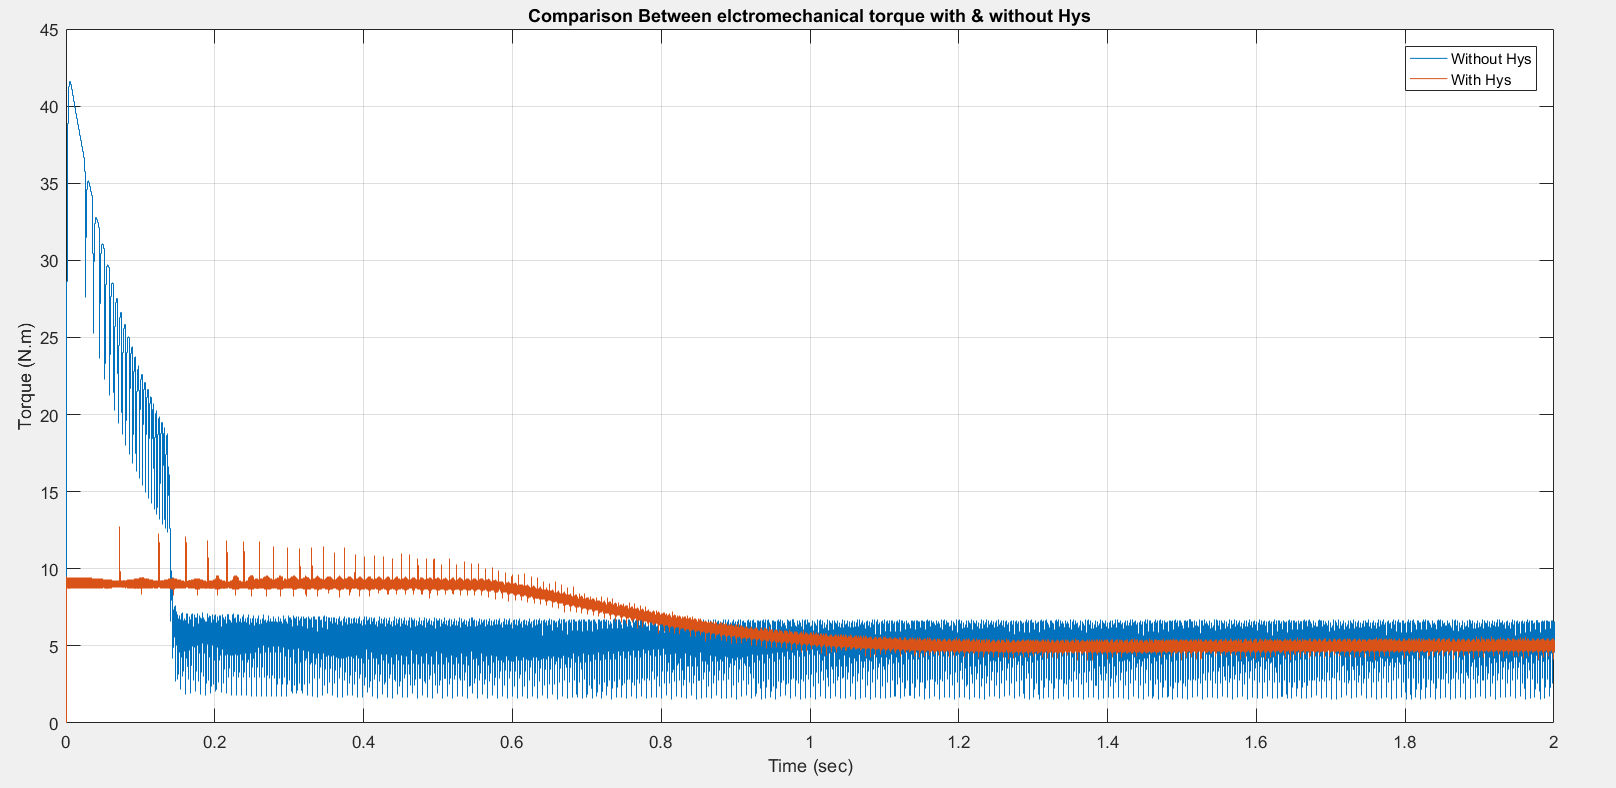 Comparison Between elctromechanical torque with & without Hys
45
40
35
30
25
20
15
10
5
0
Torque (N.m)
Without Hys
With Hys
0 0.2 0.4 0.6 0.8 1 1.2 1.4 1.6 1.8 2
Time (sec)